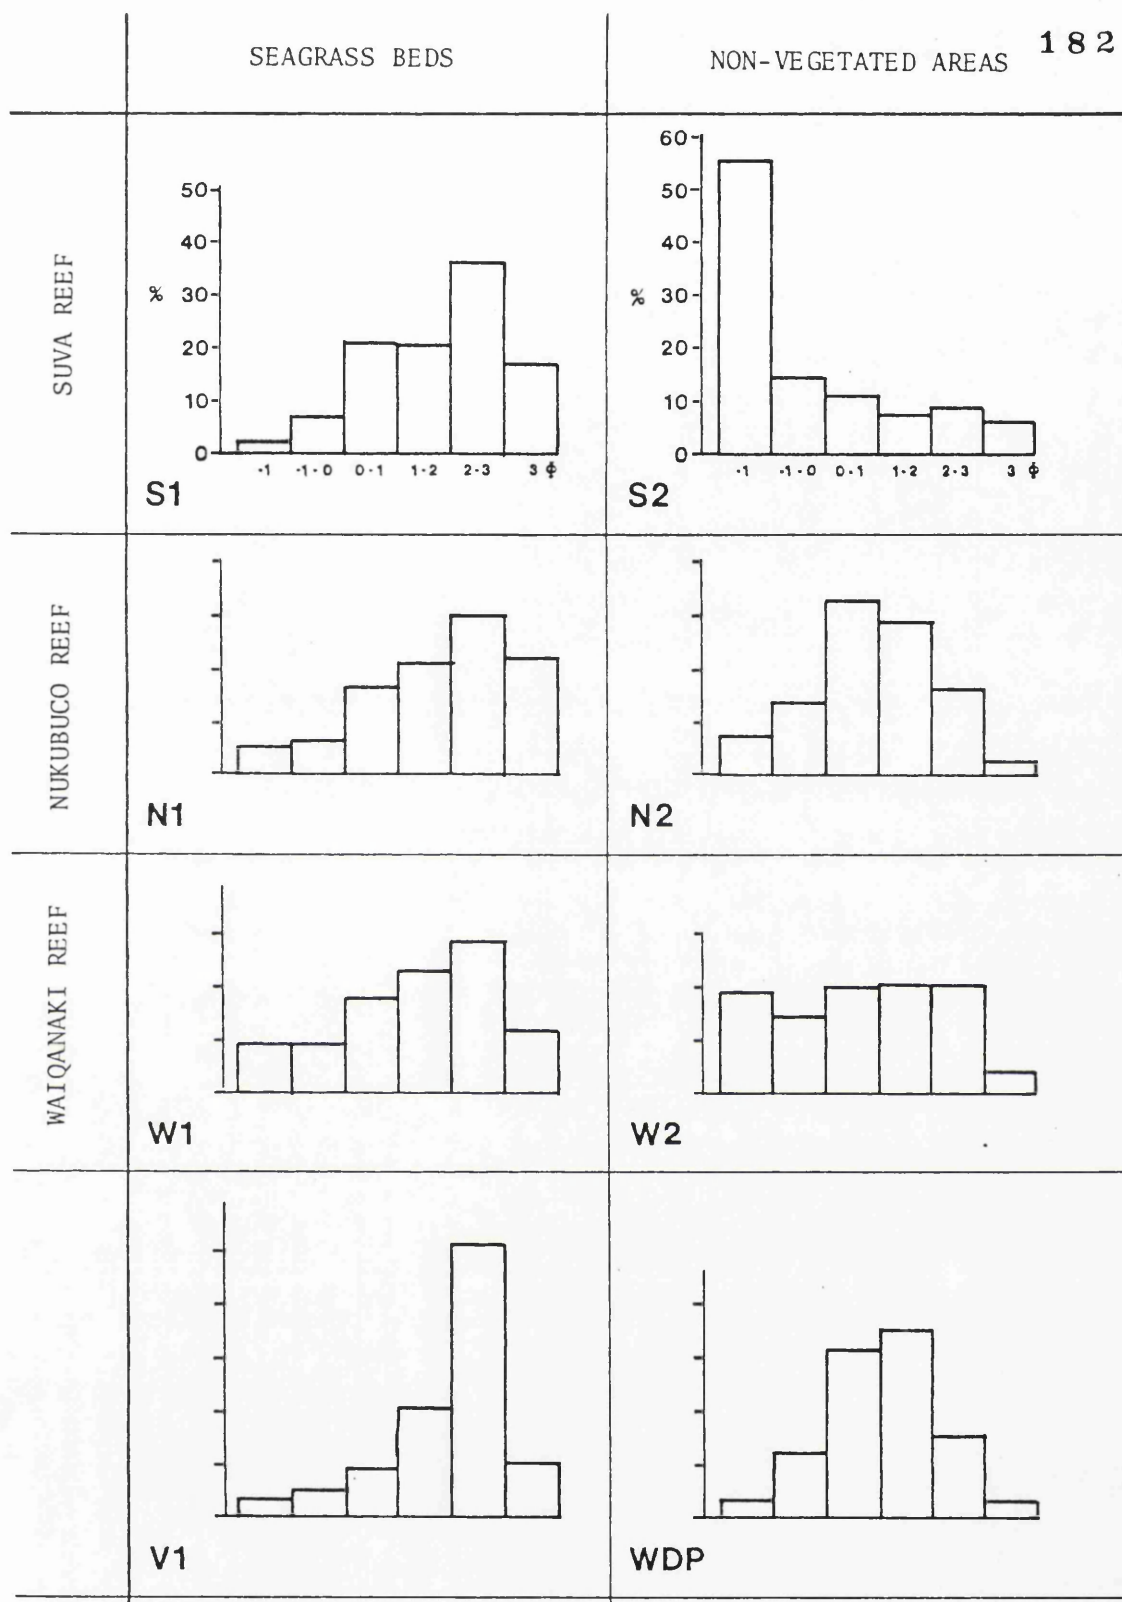 182
SEAGRASS BEDS
NON-VEGETATED AREAS
SUVA REEF
50
40
% 30
20
10
0
-1 -1-0 0-1 1-2 2-3 3 ϕ
S1
60
50
40
% 30
20
10
0
-1 -1-0 0-1 1-2 2-3 3 ϕ
S2
NUKUBUCO REEF
N1
N2
WAIQANAKI REEF
W1
W2
V1
WDP